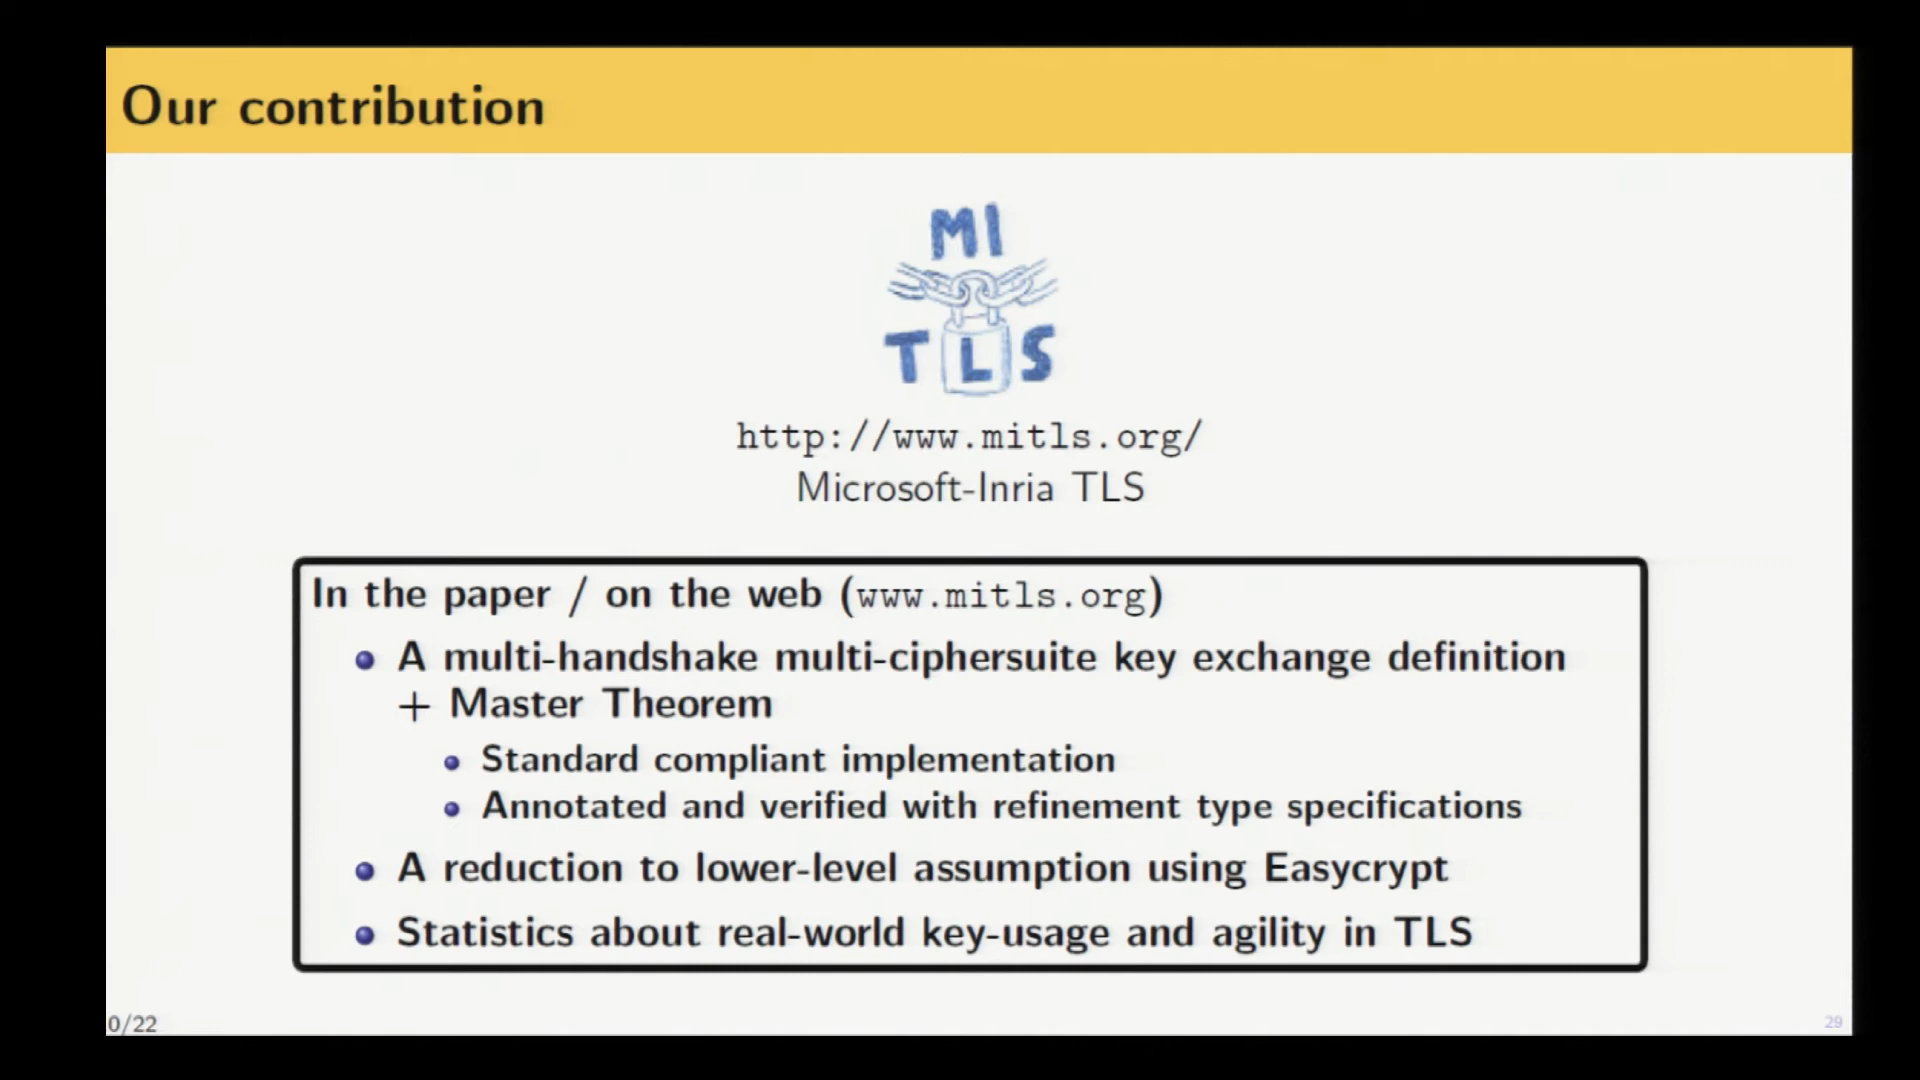 Our contribution
MI
TLS
http://www.mitls.org/
Microsoft-Inria TLS
In the paper / on the web (www.mitls.org)
A multi-handshake multi-ciphersuite key exchange definition
+ Master Theorem
Standard compliant implementation
Annotated and verified with refinement type specifications
A reduction to lower-level assumption using Easycrypt
Statistics about real-world key-usage and agility in TLS
0/22
29